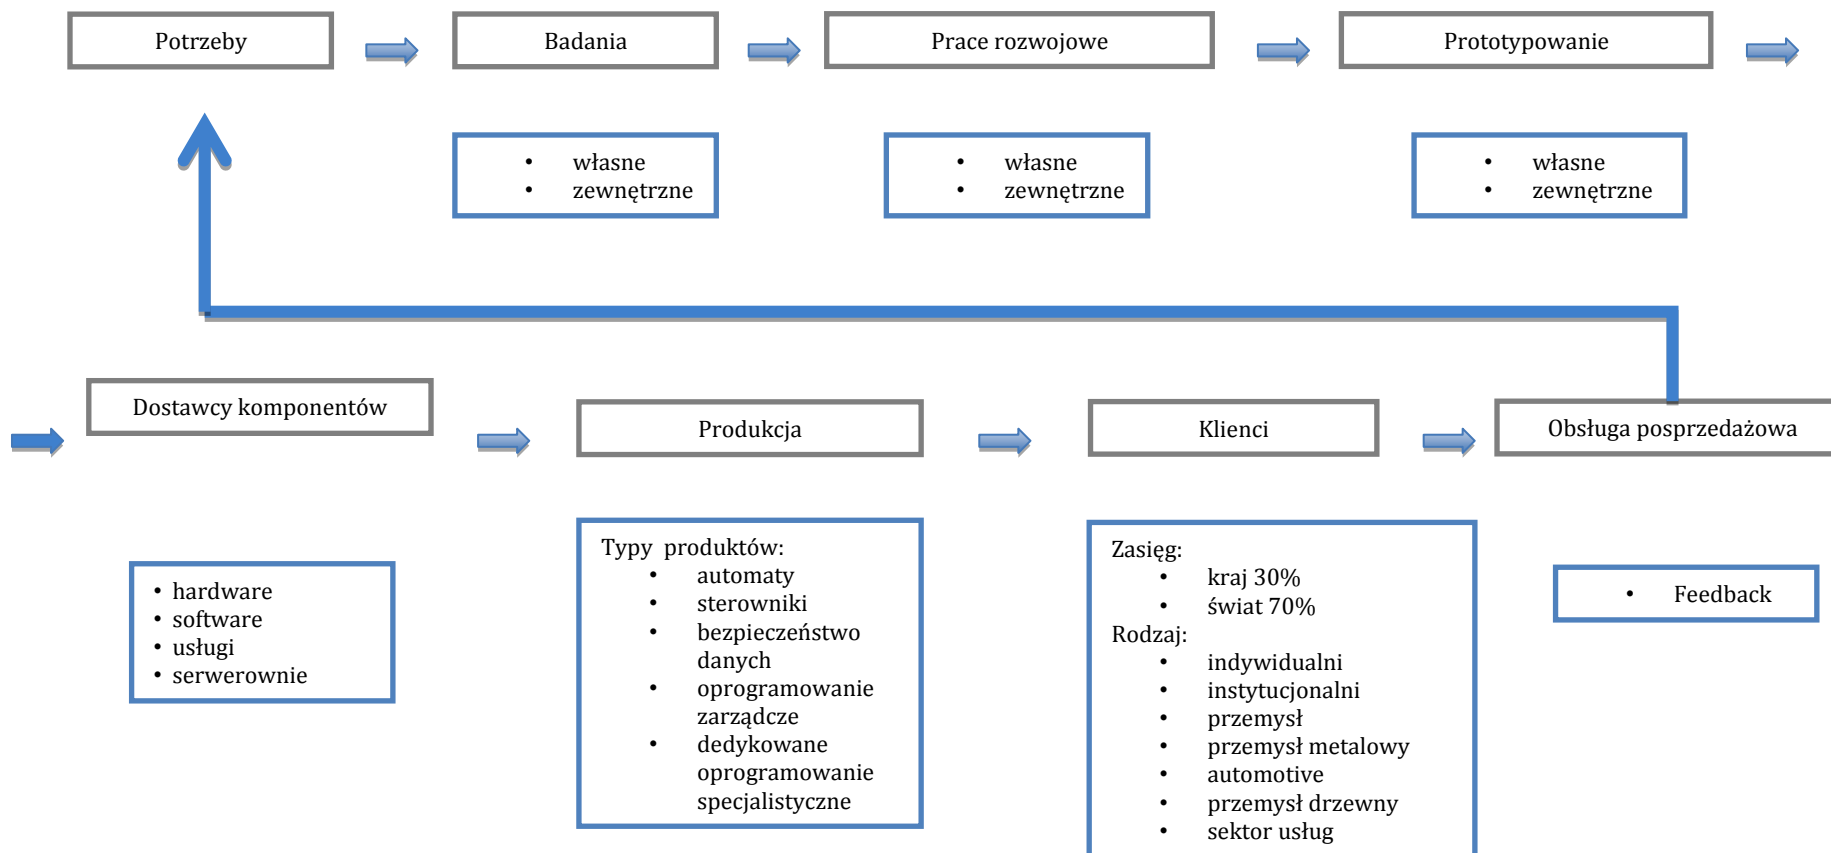 Potrzeby
Badania
Prace rozwojowe
Prototypowanie
• własne
• zewnętrzne
• własne
• zewnętrzne
• własne
• zewnętrzne
Dostawcy komponentów
Produkcja
Klienci
Obsługa posprzedażowa
• hardware
• software
• usługi
• serwerownie
Typy produktów:
• automaty
• sterowniki
• bezpieczeństwo
danych
• oprogramowanie
zarządcze
• dedykowane
oprogramowanie
specjalistyczne
Zasięg:
• kraj 30%
• świat 70%
Rodzaj:
• indywidualni
• instytucjonalni
• przemysł
• przemysł metalowy
• automotive
• przemysł drzewny
• sektor usług
• Feedback